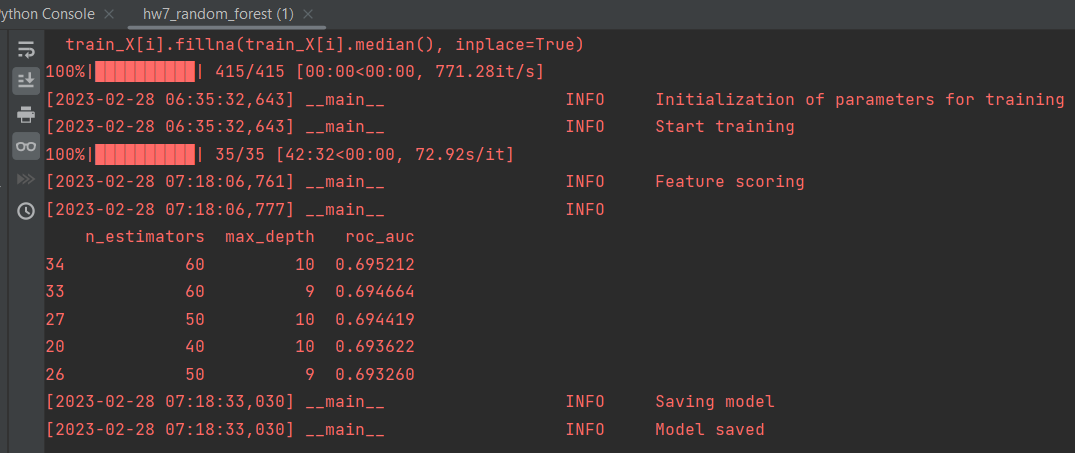 ython Console × hw7_random_forest (1) ×
train_X[i].fillna(train_X[i].median(), inplace=True)
100%|██████████| 415/415 [00:00<00:00, 771.28it/s]
[2023-02-28 06:35:32,643] __main__ INFO Initialization of parameters for training
[2023-02-28 06:35:32,643] __main__ INFO Start training
100%|██████████| 35/35 [42:32<00:00, 72.92s/it]
[2023-02-28 07:18:06,761] __main__ INFO Feature scoring
[2023-02-28 07:18:06,777] __main__ INFO
n_estimators max_depth roc_auc
34 60 10 0.695212
33 60 9 0.694664
27 50 10 0.694419
20 40 10 0.693622
26 50 9 0.693260
[2023-02-28 07:18:33,030] __main__ INFO Saving model
[2023-02-28 07:18:33,030] __main__ INFO Model saved